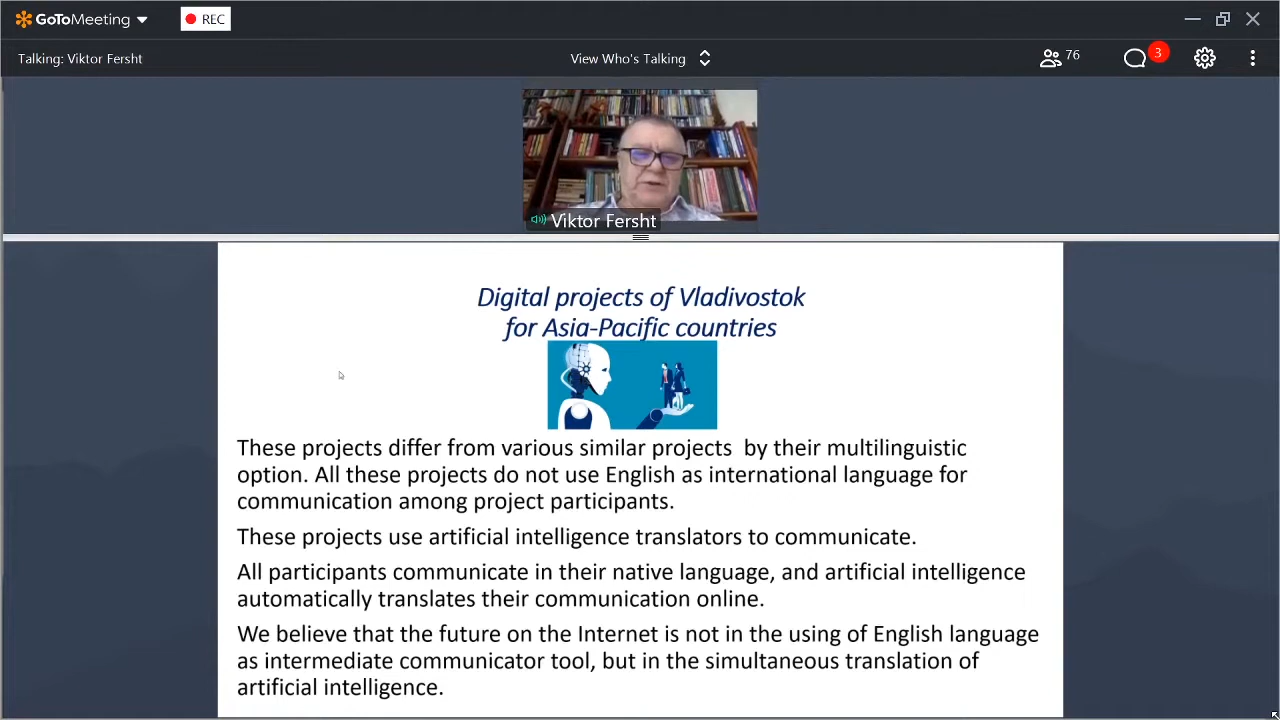 GoToMeeting
REC
Talking: Viktor Fersht
View Who's Talking
76
3
Viktor Fersht
Digital projects of Vladivostok
for Asia-Pacific countries
These projects differ from various similar projects by their multilinguistic
option. All these projects do not use English as international language for
communication among project participants.
These projects use artificial intelligence translators to communicate.
All participants communicate in their native language, and artificial intelligence
automatically translates their communication online.
We believe that the future on the Internet is not in the using of English language
as intermediate communicator tool, but in the simultaneous translation of
artificial intelligence.